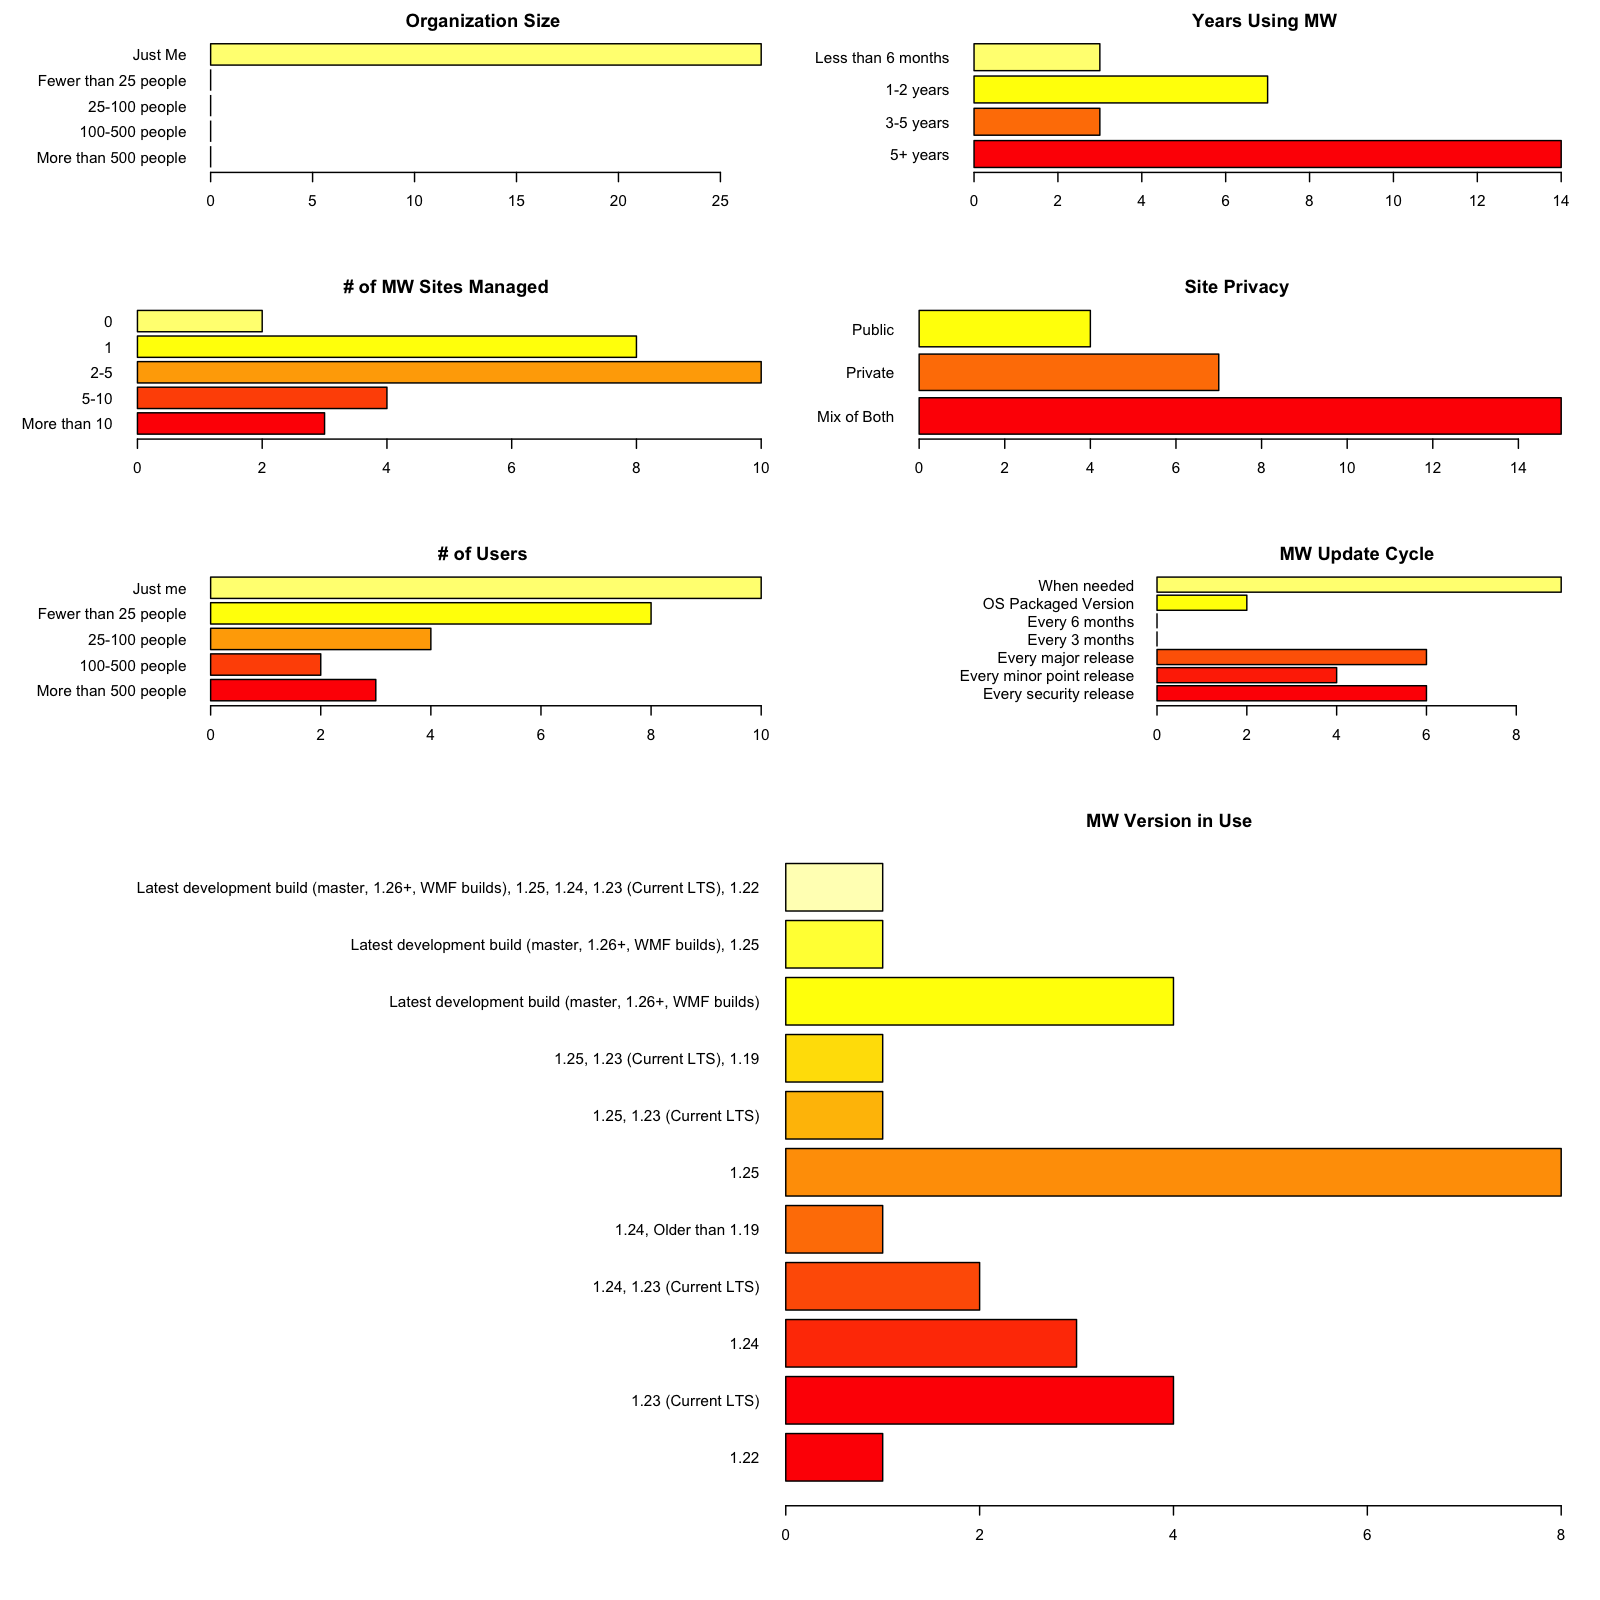 Organization Size
Just Me
Fewer than 25 people
25-100 people
100-500 people
More than 500 people
0 5 10 15 20 25
Years Using MW
Less than 6 months
1-2 years
3-5 years
5+ years
0 2 4 6 8 10 12 14
# of MW Sites Managed
0
1
2-5
5-10
More than 10
0 2 4 6 8 10
Site Privacy
Public
Private
Mix of Both
0 2 4 6 8 10 12 14
# of Users
Just me
Fewer than 25 people
25-100 people
100-500 people
More than 500 people
0 2 4 6 8 10
MW Update Cycle
When needed
OS Packaged Version
Every 6 months
Every 3 months
Every major release
Every minor point release
Every security release
0 2 4 6 8
MW Version in Use
Latest development build (master, 1.26+, WMF builds), 1.25, 1.24, 1.23 (Current LTS), 1.22
Latest development build (master, 1.26+, WMF builds), 1.25
Latest development build (master, 1.26+, WMF builds)
1.25, 1.23 (Current LTS), 1.19
1.25, 1.23 (Current LTS)
1.25
1.24, Older than 1.19
1.24, 1.23 (Current LTS)
1.24
1.23 (Current LTS)
1.22
0 2 4 6 8